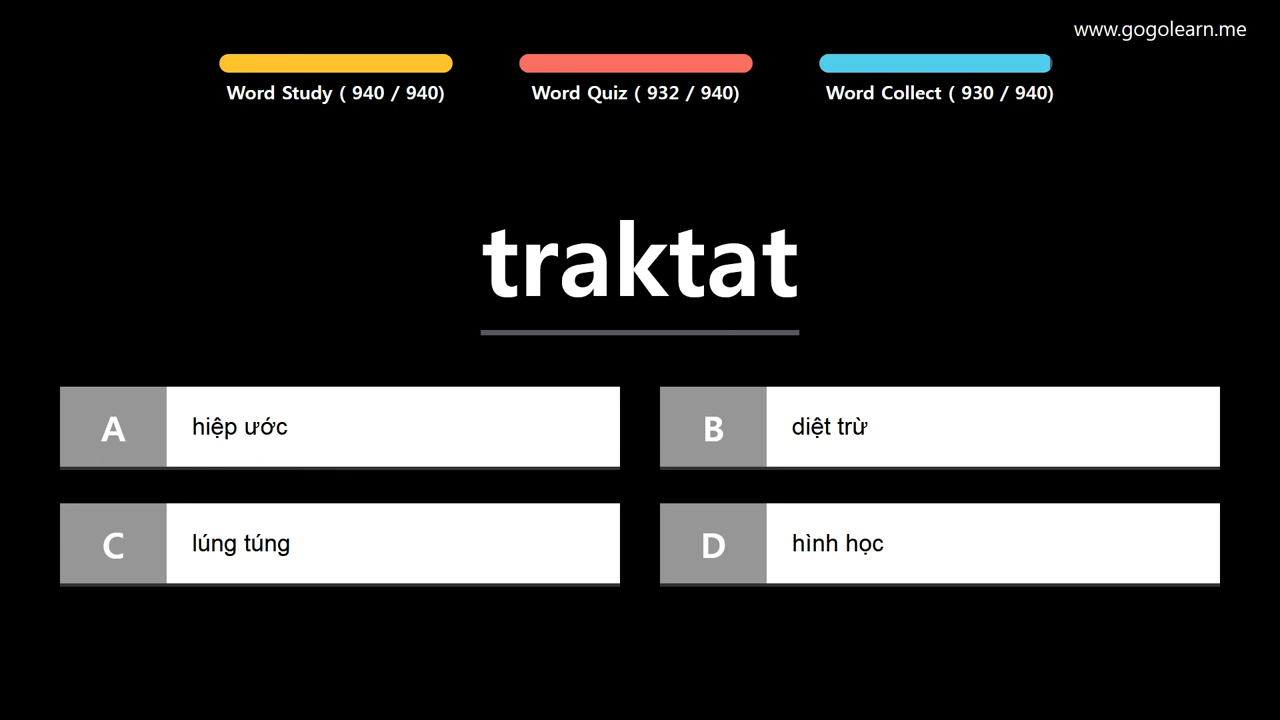 www.gogolearn.me
Word Study ( 940 / 940)
Word Quiz ( 932 / 940)
Word Collect ( 930 / 940)
traktat
A hiệp ước
B diệt trừ
C lúng túng
D hình học